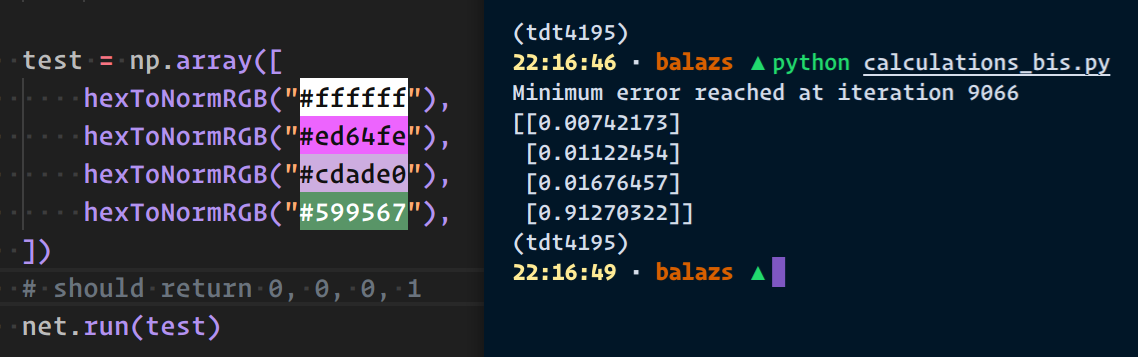 test = np.array([
hexToNormRGB("#ffffff"),
hexToNormRGB("#ed64fe"),
hexToNormRGB("#cdade0"),
hexToNormRGB("#599567"),
])
# should return 0, 0, 0, 1
net.run(test)
(tdt4195)
22:16:46 · balazs ▲ python calculations_bis.py
Minimum error reached at iteration 9066
[[0.00742173]
[0.01122454]
[0.01676457]
[0.91270322]]
(tdt4195)
22:16:49 · balazs ▲